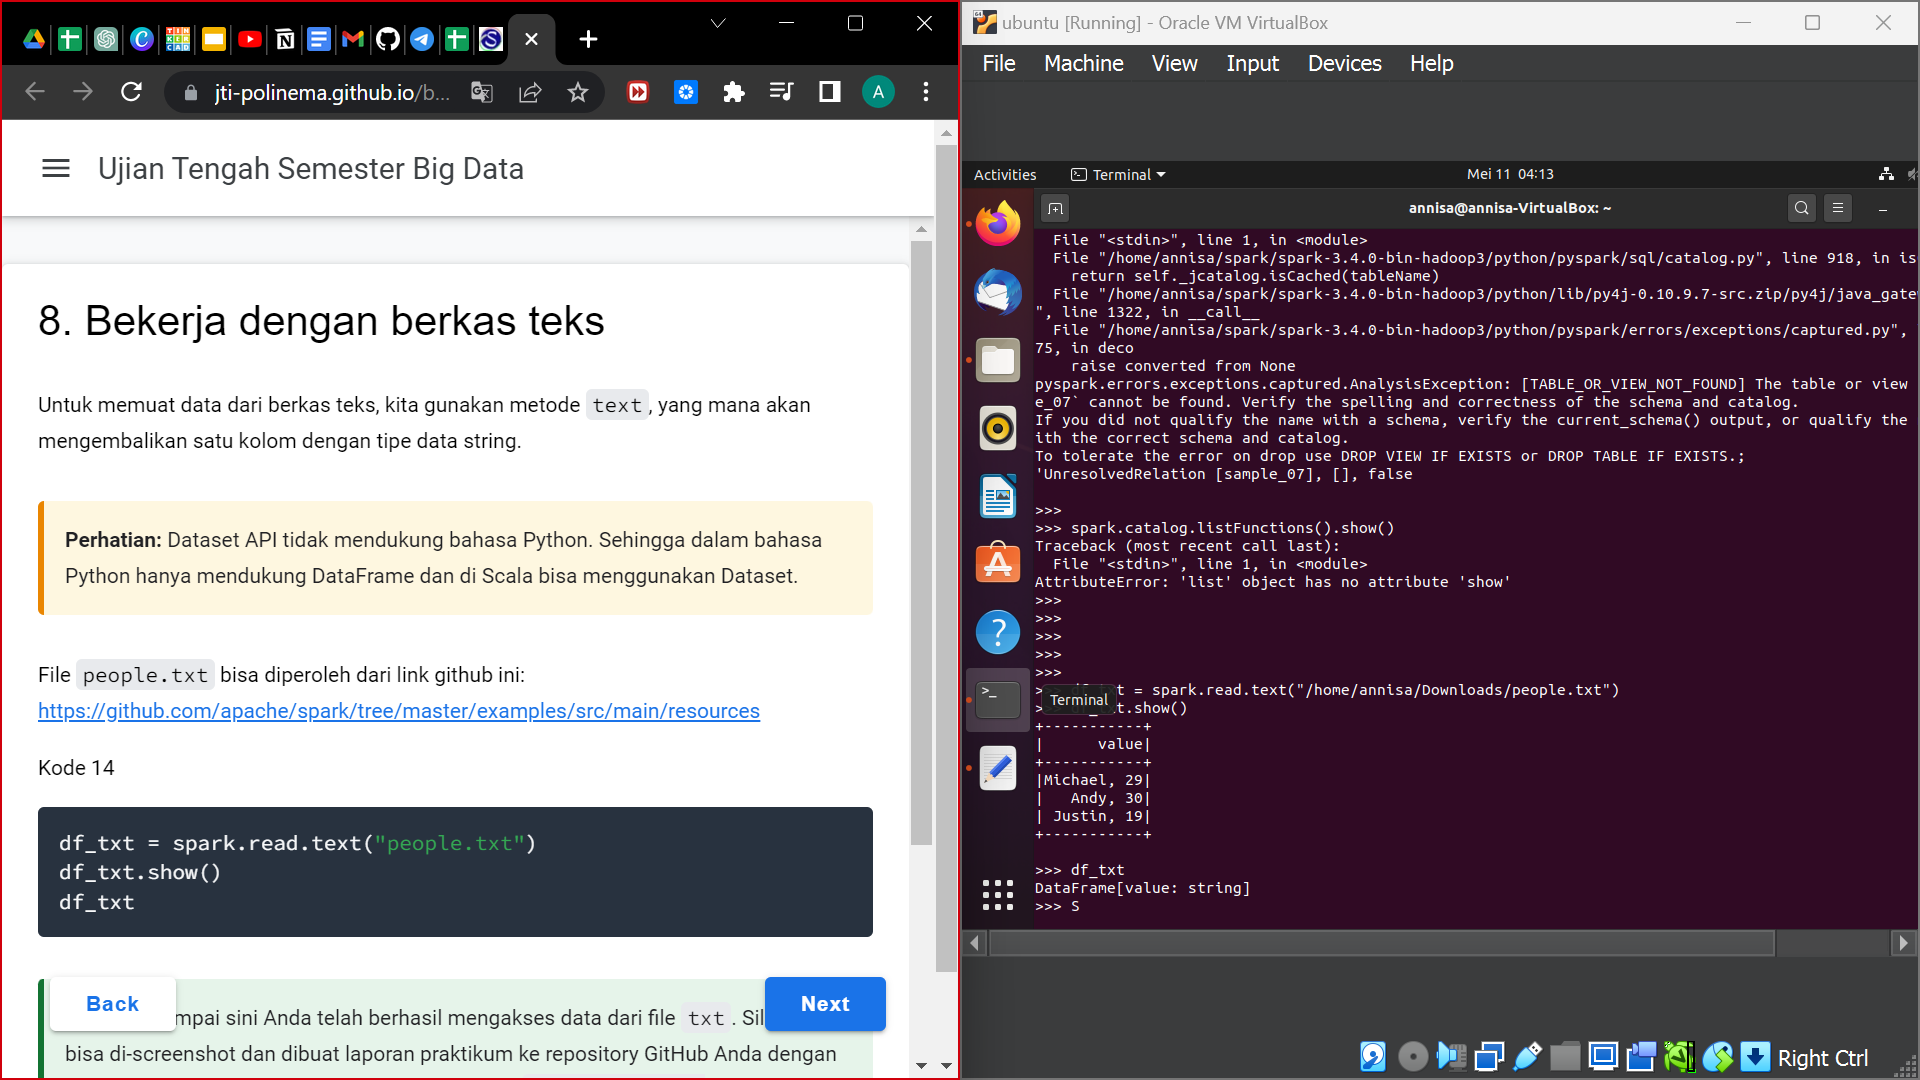 jti-polinema.github.io/b...
A
Ujian Tengah Semester Big Data
8. Bekerja dengan berkas teks
Untuk memuat data dari berkas teks, kita gunakan metode text, yang mana akan
mengembalikan satu kolom dengan tipe data string.
Perhatian: Dataset API tidak mendukung bahasa Python. Sehingga dalam bahasa
Python hanya mendukung DataFrame dan di Scala bisa menggunakan Dataset.
File people.txt bisa diperoleh dari link github ini:
https://github.com/apache/spark/tree/master/examples/src/main/resources
Kode 14
df_txt = spark.read.text("people.txt")
df_txt.show()
df_txt
Back
Next
mpai sini Anda telah berhasil mengakses data dari file txt. Sil
bisa di-screenshot dan dibuat laporan praktikum ke repository GitHub Anda dengan
ubuntu [Running] - Oracle VM VirtualBox
File Machine View Input Devices Help
Activities Terminal Mei 11 04:13
annisa@annisa-VirtualBox: ~
File "<stdin>", line 1, in <module>
File "/home/annisa/spark/spark-3.4.0-bin-hadoop3/python/pyspark/sql/catalog.py", line 918, in is
return self._jcatalog.isCached(tableName)
File "/home/annisa/spark/spark-3.4.0-bin-hadoop3/python/lib/py4j-0.10.9.7-src.zip/py4j/java_gate
", line 1322, in __call__
File "/home/annisa/spark/spark-3.4.0-bin-hadoop3/python/pyspark/errors/exceptions/captured.py",
75, in deco
raise converted from None
pyspark.errors.exceptions.captured.AnalysisException: [TABLE_OR_VIEW_NOT_FOUND] The table or view
e_07` cannot be found. Verify the spelling and correctness of the schema and catalog.
If you did not qualify the name with a schema, verify the current_schema() output, or qualify the
ith the correct schema and catalog.
To tolerate the error on drop use DROP VIEW IF EXISTS or DROP TABLE IF EXISTS.;
'UnresolvedRelation [sample_07], [], false
>>>
>>> spark.catalog.listFunctions().show()
Traceback (most recent call last):
File "<stdin>", line 1, in <module>
AttributeError: 'list' object has no attribute 'show'
>>>
>>>
>>>
>>>
>>>
t = spark.read.text("/home/annisa/Downloads/people.txt")
Terminal
t.show()
+-----------+
|      value|
+-----------+
|Michael, 29|
|   Andy, 30|
| Justin, 19|
+-----------+
>>> df_txt
DataFrame[value: string]
>>> S
Right Ctrl